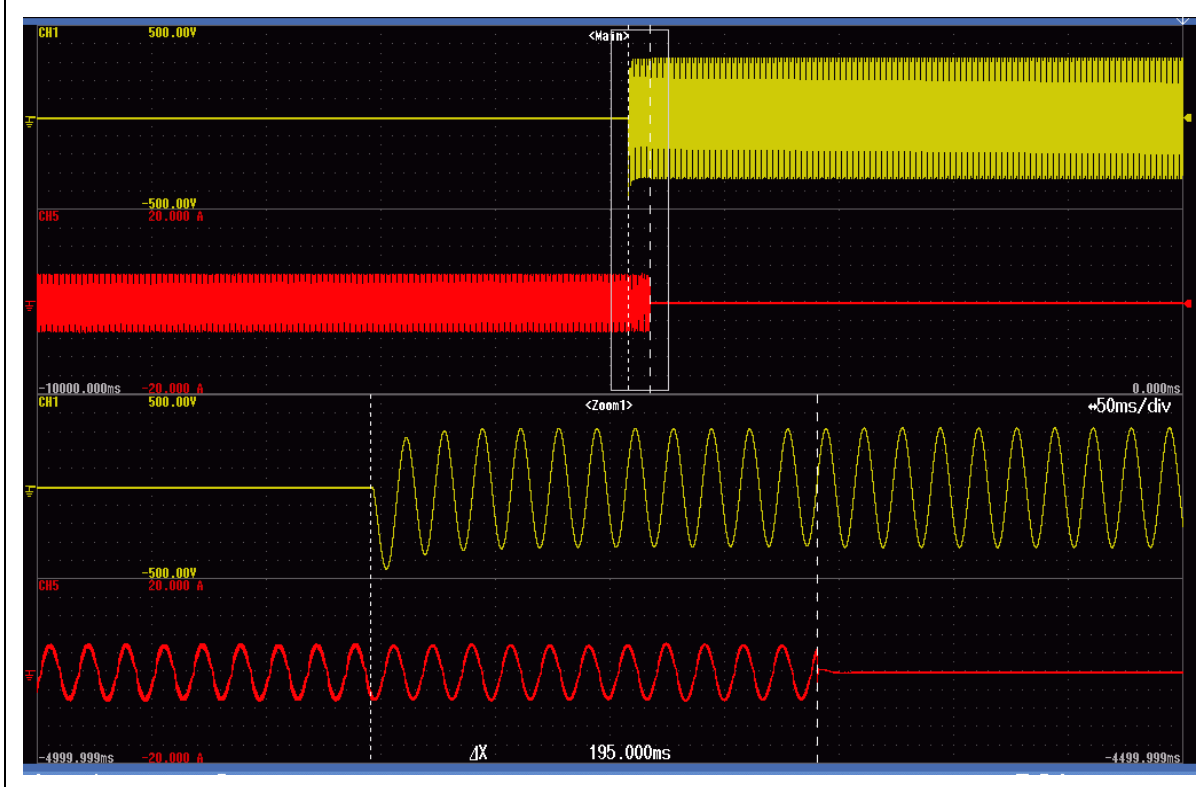 CH1 500.00V <Main>
-500.00V
CH5 20.000 A
-10000.000ms -20.000 A 0.000ms
CH1 500.00V <Zoom1> ↔50ms/div
-500.00V
CH5 20.000 A
ΔX 195.000ms
-4999.999ms -20.000 A -4499.999ms